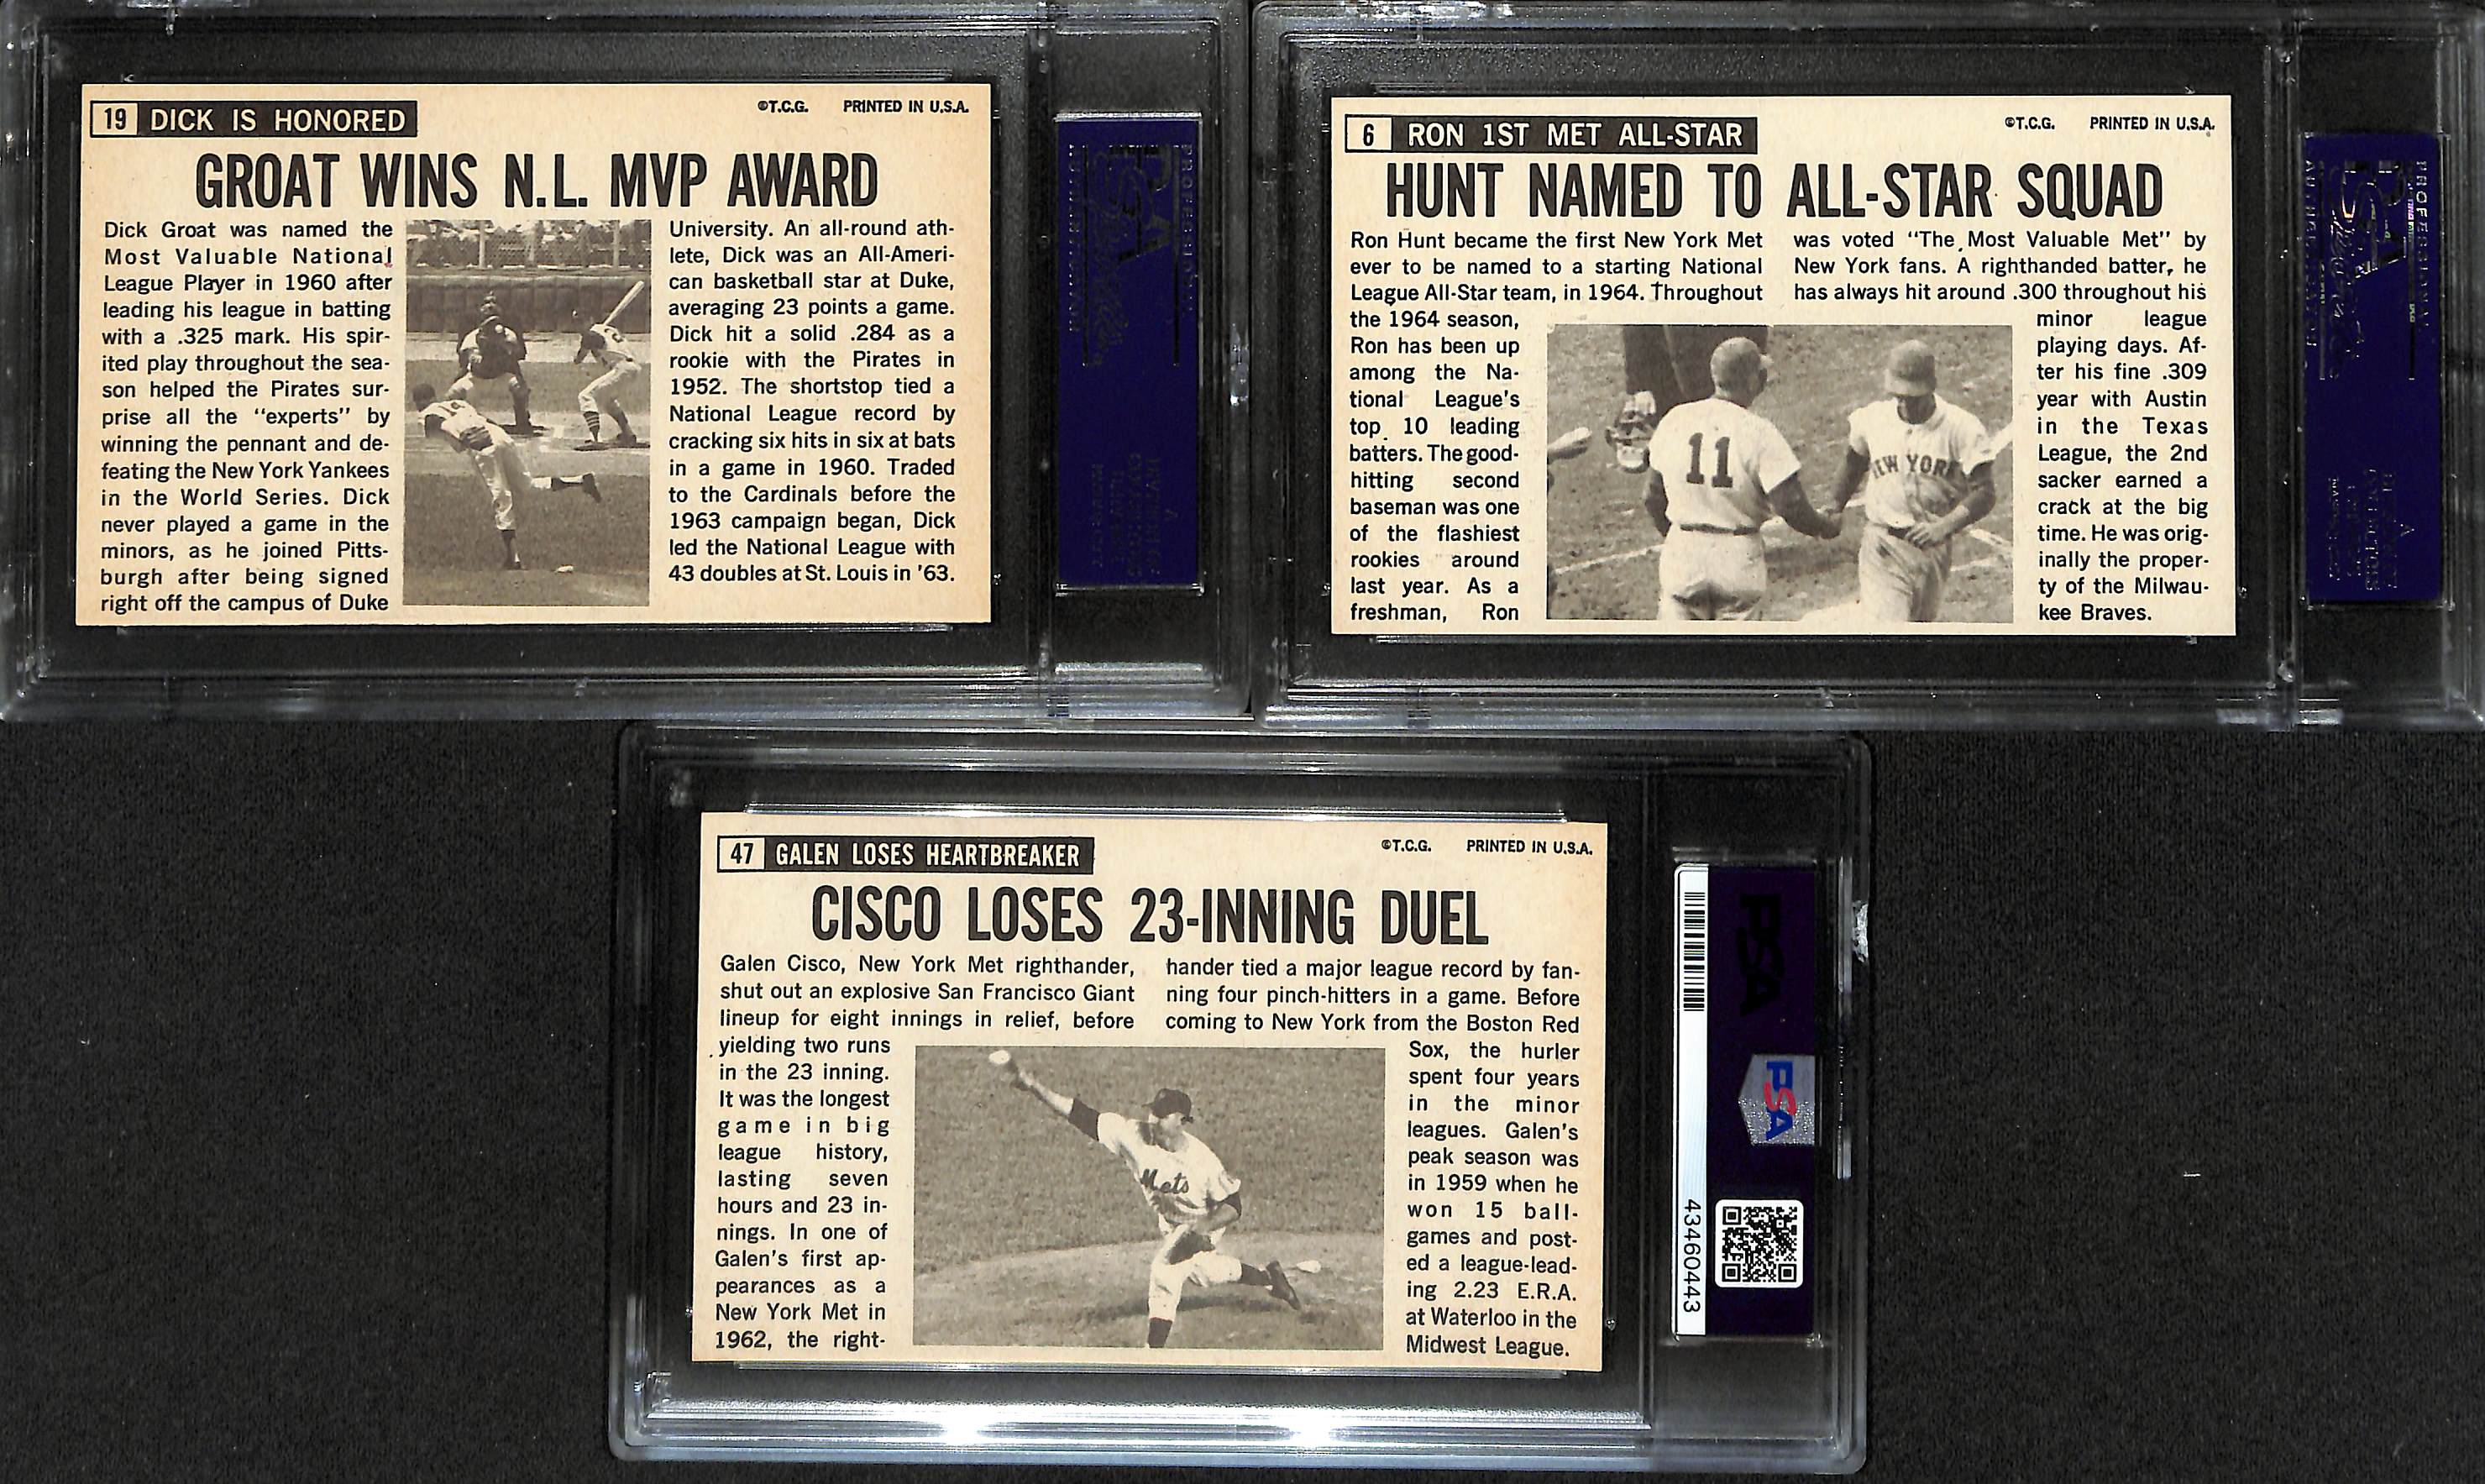 19 DICK IS HONORED
©T.C.G. PRINTED IN U.S.A.
GROAT WINS N.L. MVP AWARD
Dick Groat was named the
Most Valuable National
League Player in 1960 after
leading his league in batting
with a .325 mark. His spir-
ited play throughout the sea-
son helped the Pirates sur-
prise all the “experts” by
winning the pennant and de-
feating the New York Yankees
in the World Series. Dick
never played a game in the
minors, as he joined Pitts-
burgh after being signed
right off the campus of Duke
University. An all-round ath-
lete, Dick was an All-Ameri-
can basketball star at Duke,
averaging 23 points a game.
Dick hit a solid .284 as a
rookie with the Pirates in
1952. The shortstop tied a
National League record by
cracking six hits in six at bats
in a game in 1960. Traded
to the Cardinals before the
1963 campaign began, Dick
led the National League with
43 doubles at St. Louis in ’63.
PSA
6 RON 1ST MET ALL-STAR
©T.C.G. PRINTED IN U.S.A.
HUNT NAMED TO ALL-STAR SQUAD
Ron Hunt became the first New York Met
ever to be named to a starting National
League All-Star team, in 1964. Throughout
the 1964 season,
Ron has been up
among the Na-
tional League’s
top 10 leading
batters. The good-
hitting second
baseman was one
of the flashiest
rookies around
last year. As a
freshman, Ron
was voted “The Most Valuable Met” by
New York fans. A righthanded batter, he
has always hit around .300 throughout his
minor league
playing days. Af-
ter his fine .309
year with Austin
in the Texas
League, the 2nd
sacker earned a
crack at the big
time. He was orig-
inally the proper-
ty of the Milwau-
kee Braves.
11
NEW YORK
PSA
47 GALEN LOSES HEARTBREAKER
©T.C.G. PRINTED IN U.S.A.
CISCO LOSES 23-INNING DUEL
Galen Cisco, New York Met righthander,
shut out an explosive San Francisco Giant
lineup for eight innings in relief, before
yielding two runs
in the 23 inning.
It was the longest
game in big
league history,
lasting seven
hours and 23 in-
nings. In one of
Galen’s first ap-
pearances as a
New York Met in
1962, the right-
hander tied a major league record by fan-
ning four pinch-hitters in a game. Before
coming to New York from the Boston Red
Sox, the hurler
spent four years
in the minor
leagues. Galen’s
peak season was
in 1959 when he
won 15 ball-
games and post-
ed a league-lead-
ing 2.23 E.R.A.
at Waterloo in the
Midwest League.
Mets
PSA
PSA
43460443